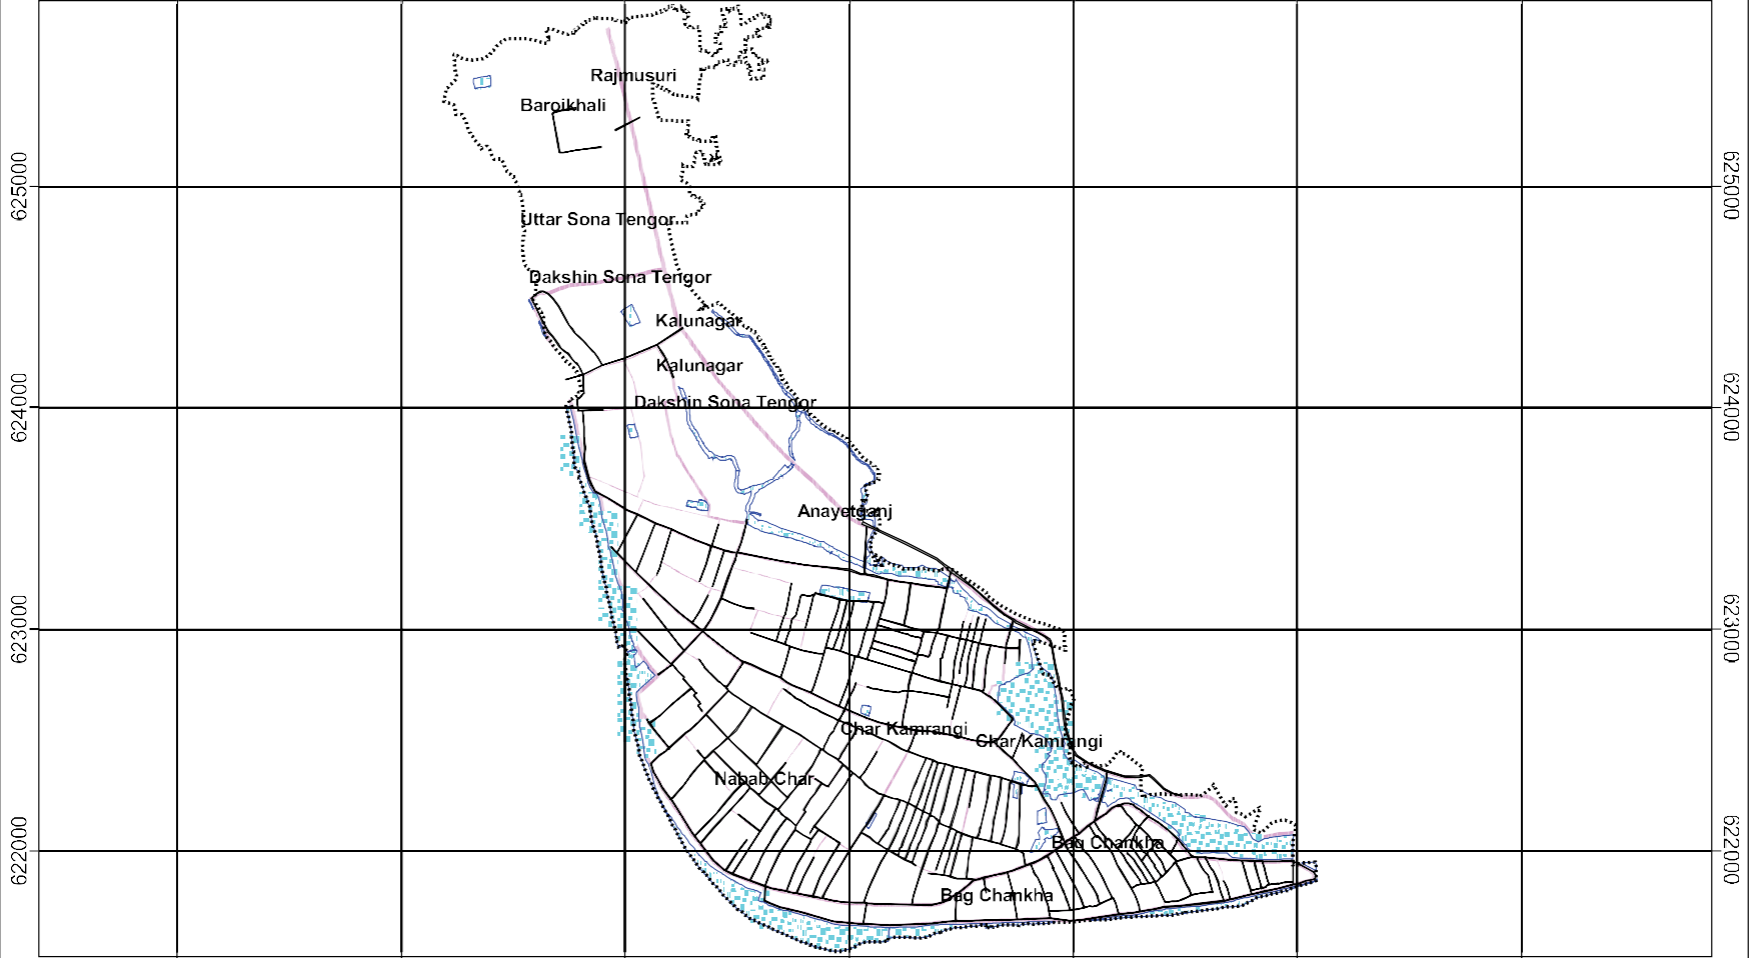 Rajmusuri
Baroikhali
625000
625000
Uttar Sona Tengor
Dakshin Sona Tengor
Kalunagar
Kalunagar
Dakshin Sona Tengor
624000
624000
Anayetganj
623000
623000
Char Kamrangi
Char Kamrangi
Nabab Char
Bag Chankha
622000
622000
Bag Chankha